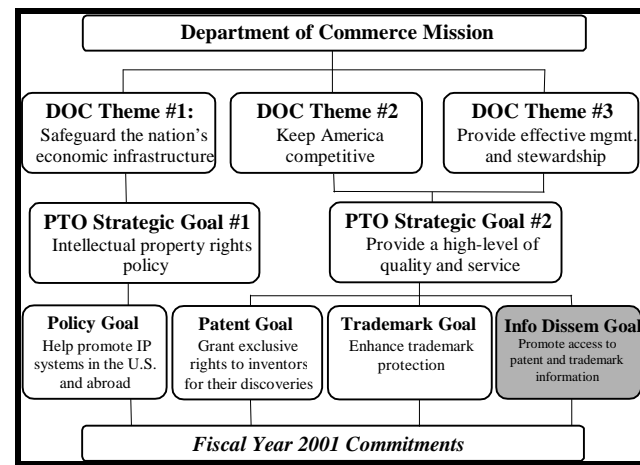 Department of Commerce Mission
DOC Theme #1:
Safeguard the nation's
economic infrastructure
DOC Theme #2
Keep America
competitive
DOC Theme #3
Provide effective mgmt.
and stewardship
PTO Strategic Goal #1
Intellectual property rights
policy
PTO Strategic Goal #2
Provide a high-level of
quality and service
Policy Goal
Help promote IP
systems in the U.S.
and abroad
Patent Goal
Grant exclusive
rights to inventors
for their discoveries
Trademark Goal
Enhance trademark
protection
Info Dissem Goal
Promote access to
patent and trademark
information
Fiscal Year 2001 Commitments